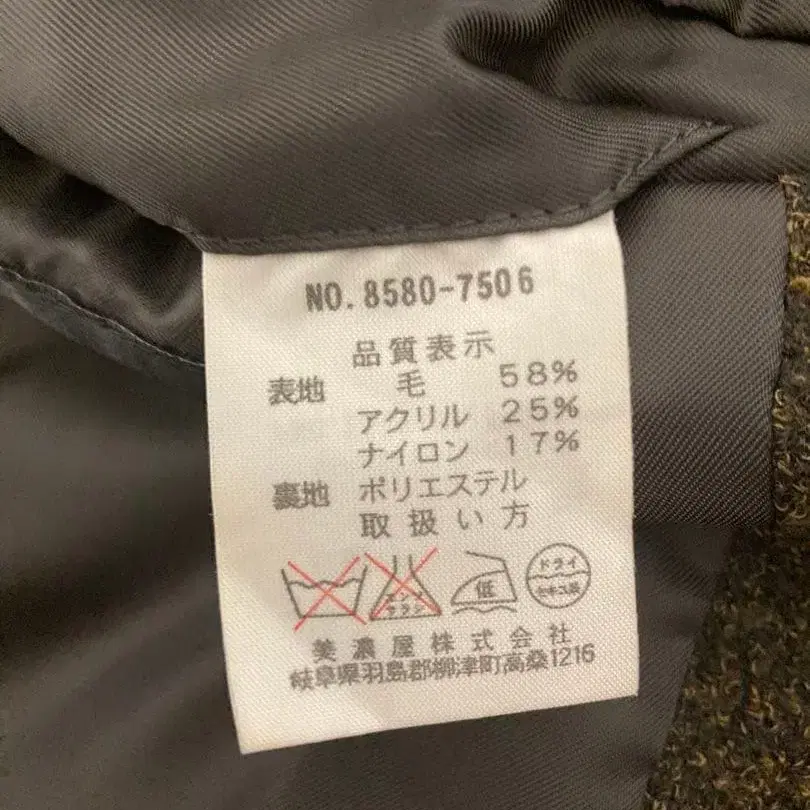 NO.8580-7506
品質表示
表地 毛 58%
アクリル 25%
ナイロン 17%
裏地 ポリエステル
取扱い方
低 ドライ
美濃屋株式会社
岐阜県羽島郡柳津町高桑1216